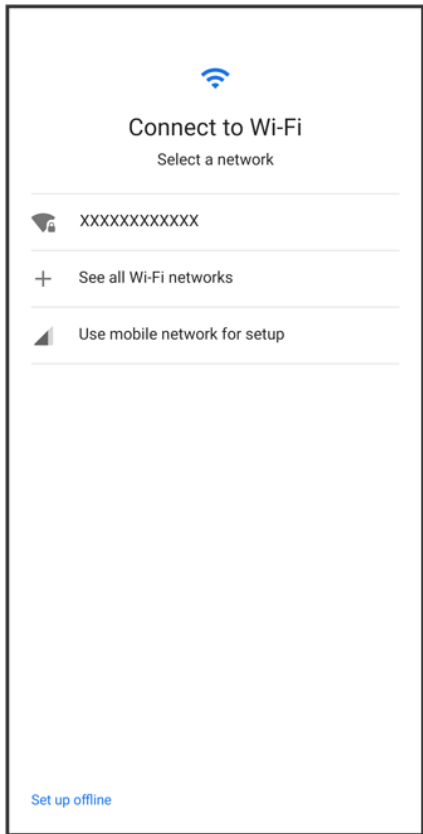 Connect to Wi-Fi
Select a network
XXXXXXXXXXXX
See all Wi-Fi networks
Use mobile network for setup
Set up offline